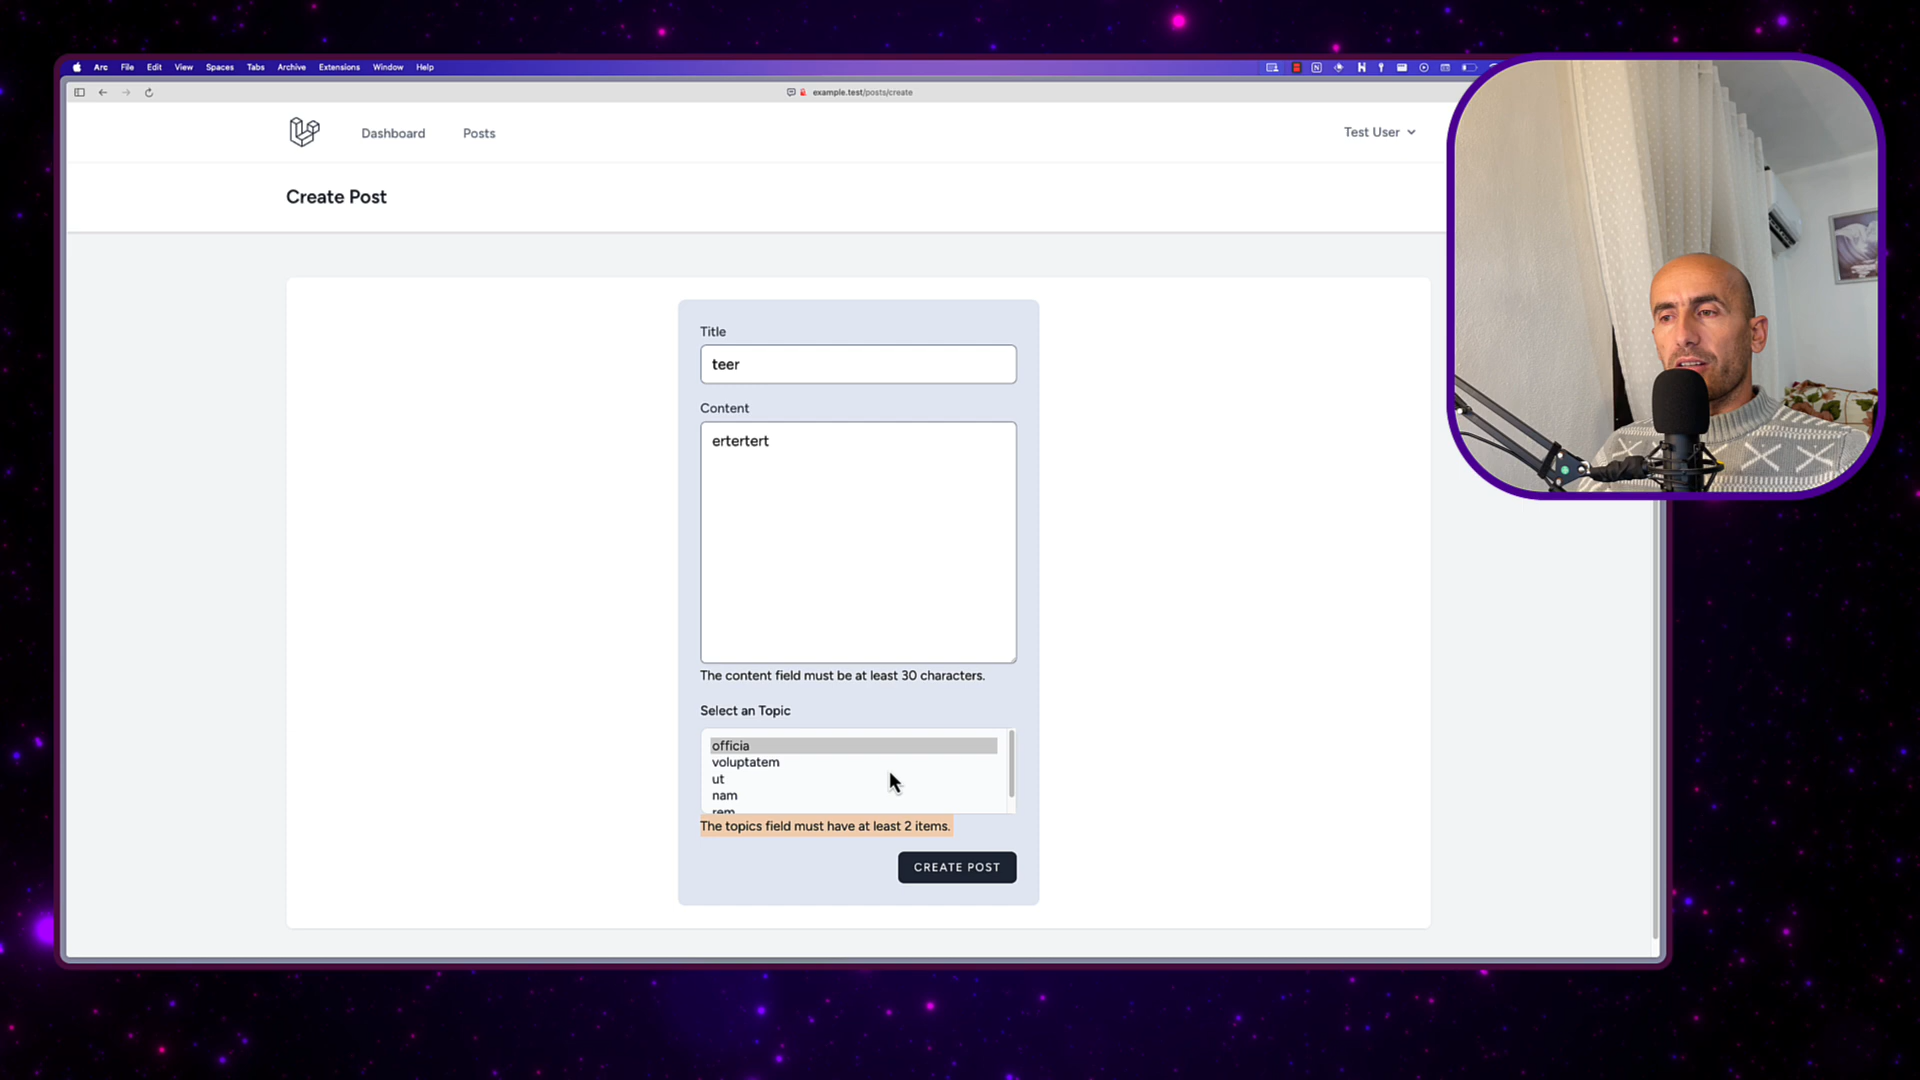 Arc File Edit View Spaces Tabs Archive Extensions Window Help
example.test/posts/create
Dashboard Posts
Test User
Create Post
Title
teer
Content
ertertert
The content field must be at least 30 characters.
Select an Topic
officia
voluptatem
ut
nam
rem
The topics field must have at least 2 items.
CREATE POST